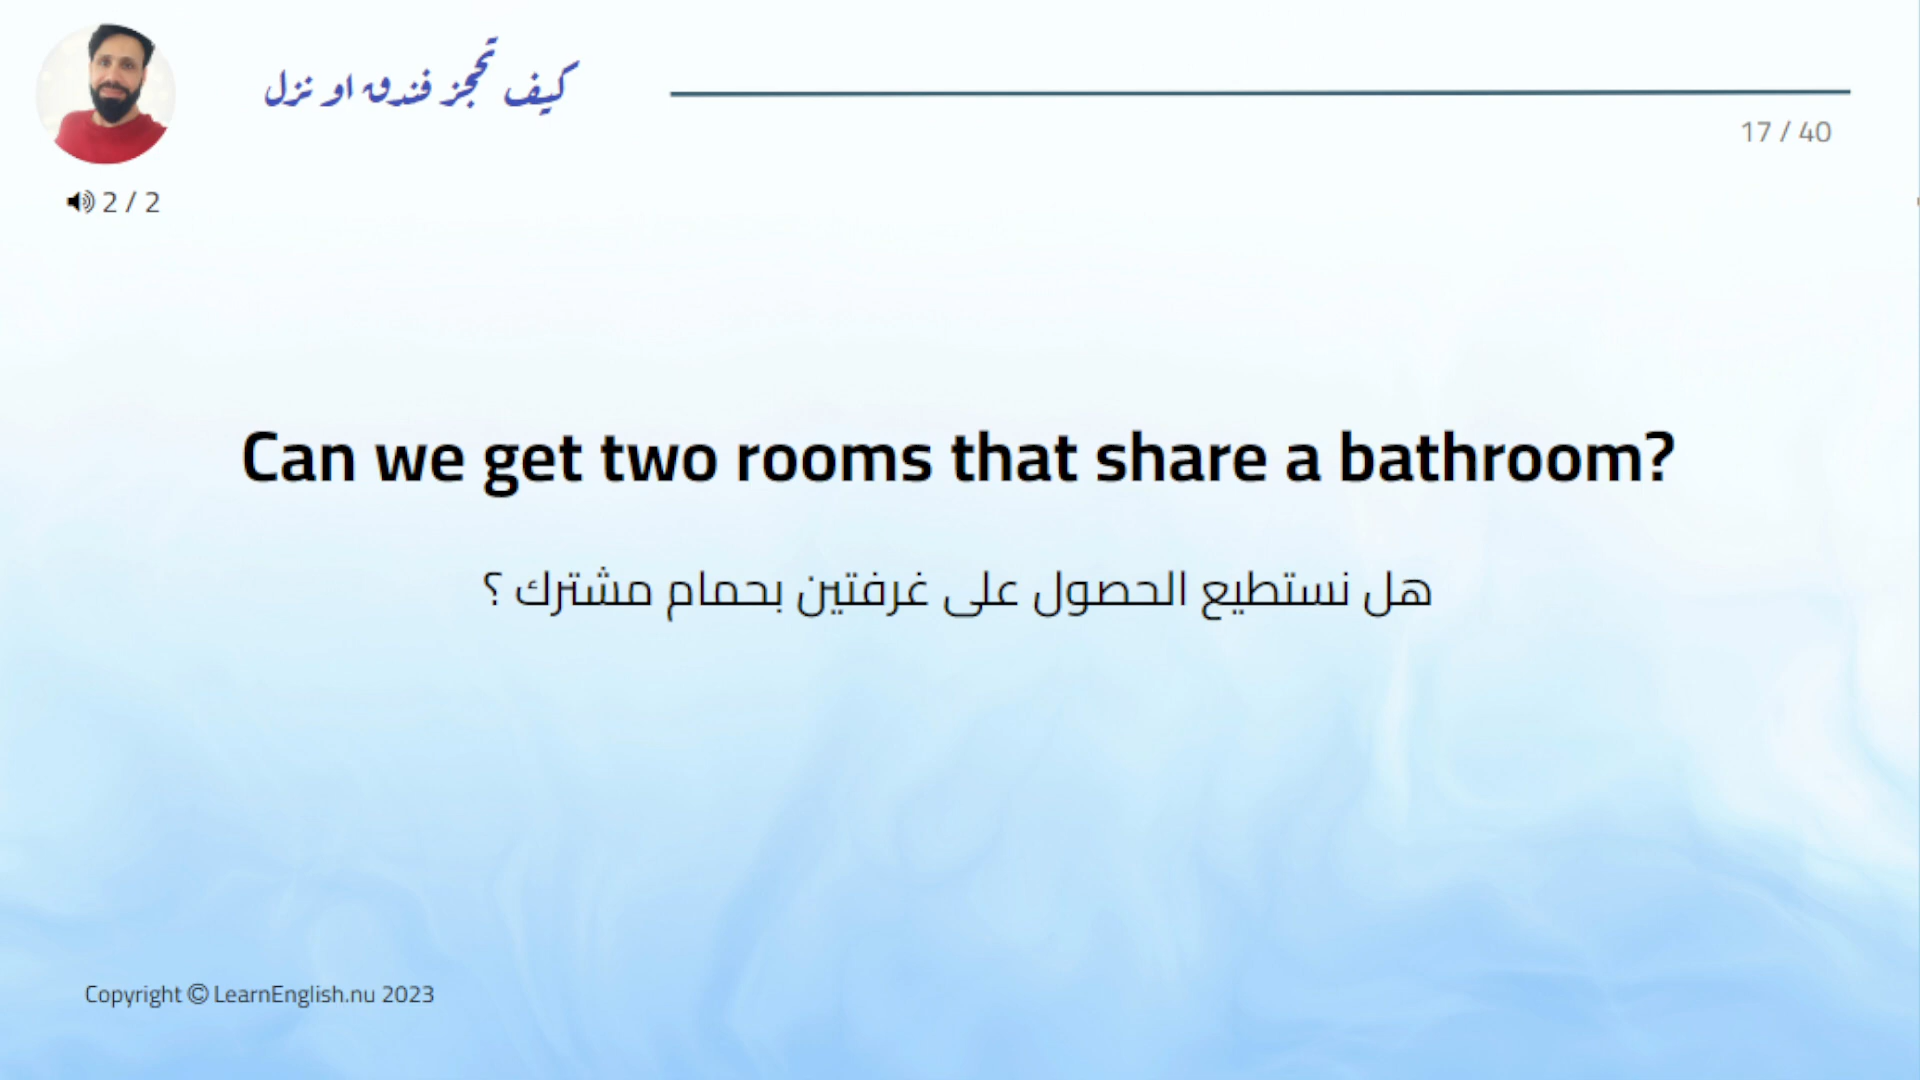 كيف تحجز فندق او نزل
17 / 40
2 / 2
Can we get two rooms that share a bathroom?
هل نستطيع الحصول على غرفتين بحمام مشترك ؟
Copyright © LearnEnglish.nu 2023